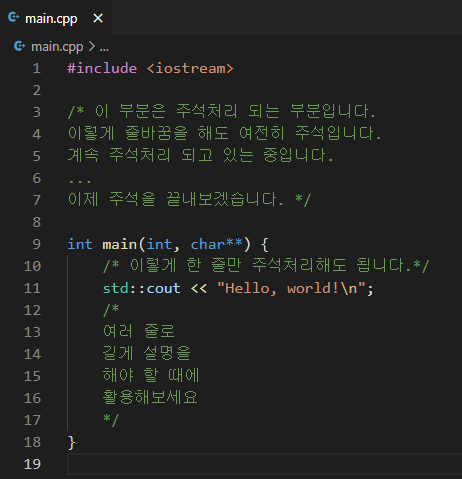 main.cpp ×
main.cpp > ...
1 #include <iostream>
2
3 /* 이 부분은 주석처리 되는 부분입니다.
4 이렇게 줄바꿈을 해도 여전히 주석입니다.
5 계속 주석처리 되고 있는 중입니다.
6 ...
7 이제 주석을 끝내보겠습니다. */
8
9 int main(int, char**) {
10     /* 이렇게 한 줄만 주석처리해도 됩니다.*/
11     std::cout << "Hello, world!\n";
12     /*
13     여러 줄로
14     길게 설명을
15     해야 할 때에
16     활용해보세요
17     */
18 }
19